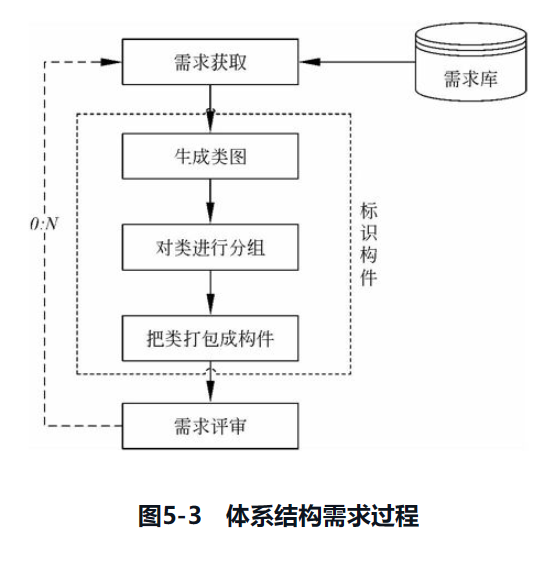 需求获取
需求库
生成类图
标识构件
0:N
对类进行分组
把类打包成构件
需求评审
图5-3 体系结构需求过程